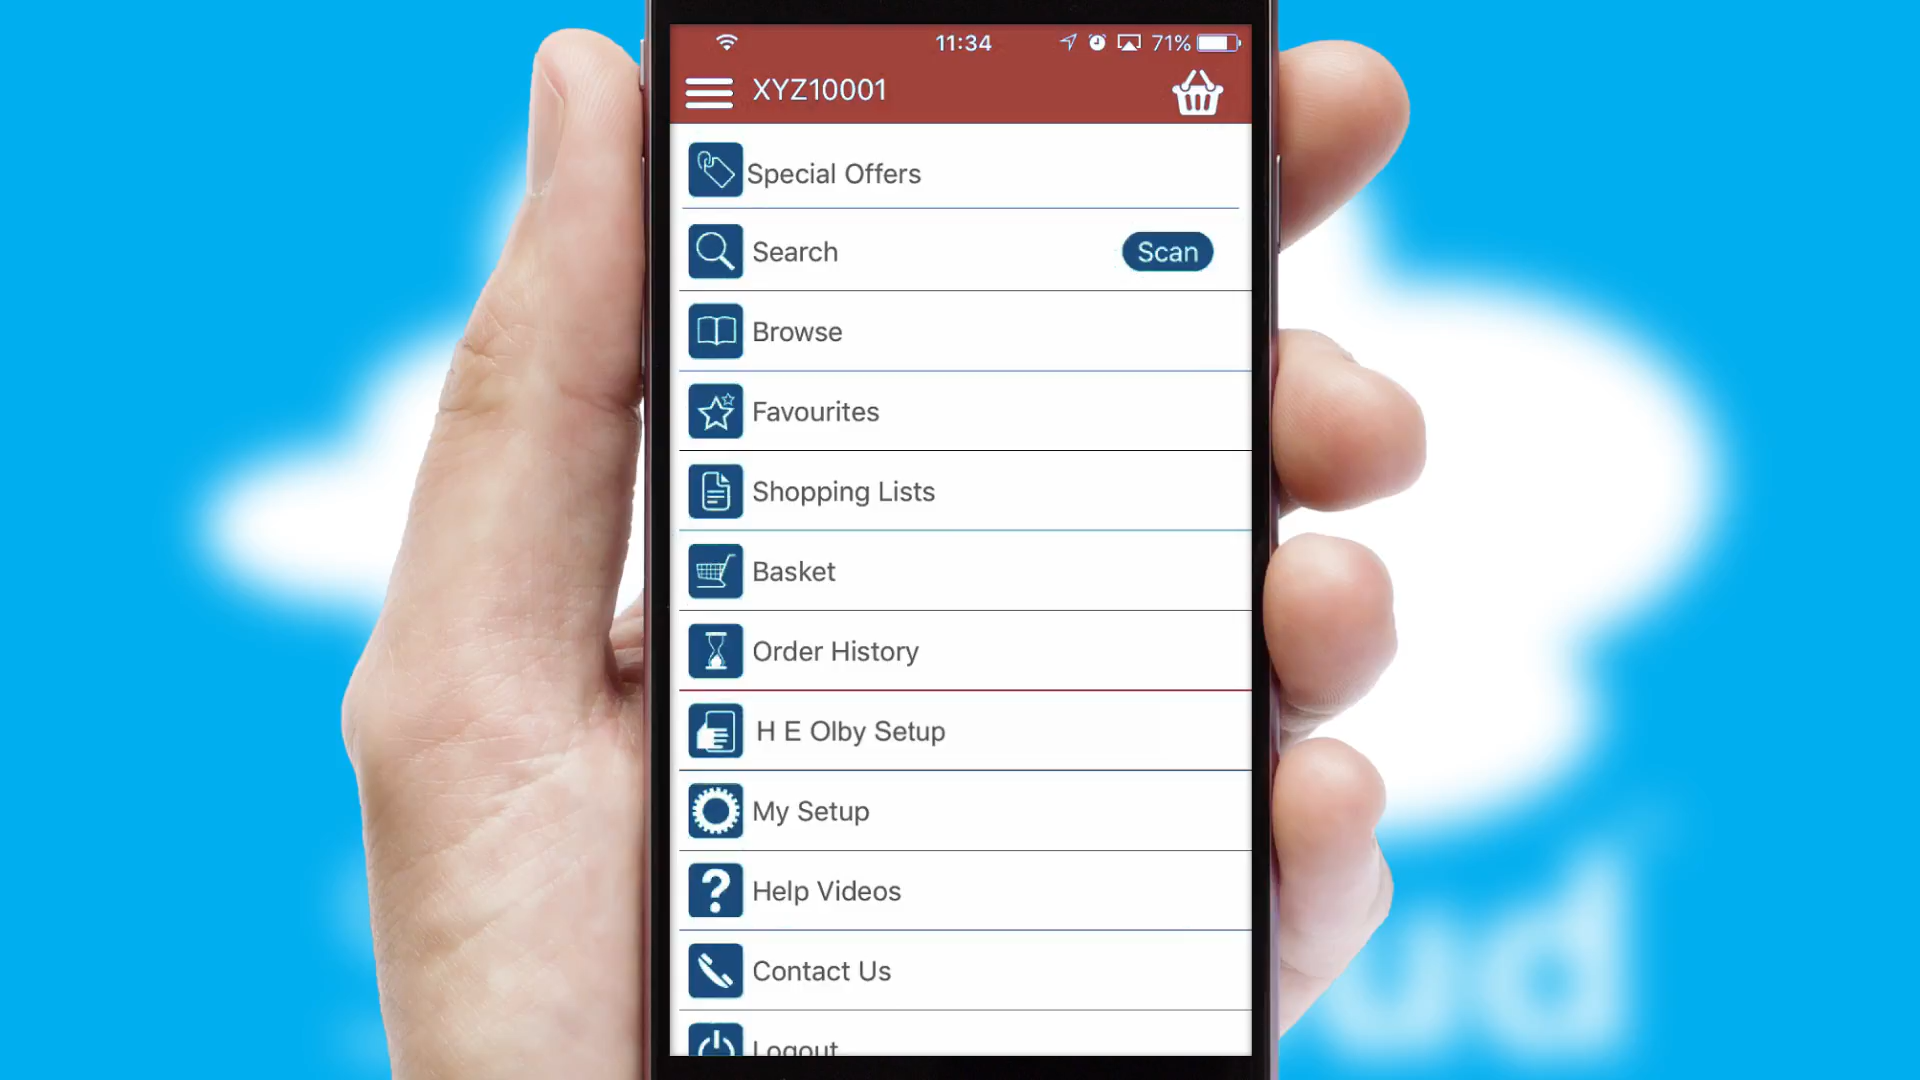 11:34 71%
XYZ10001
Special Offers
Search Scan
Browse
Favourites
Shopping Lists
Basket
Order History
H E Olby Setup
My Setup
Help Videos
Contact Us
Logout
ud